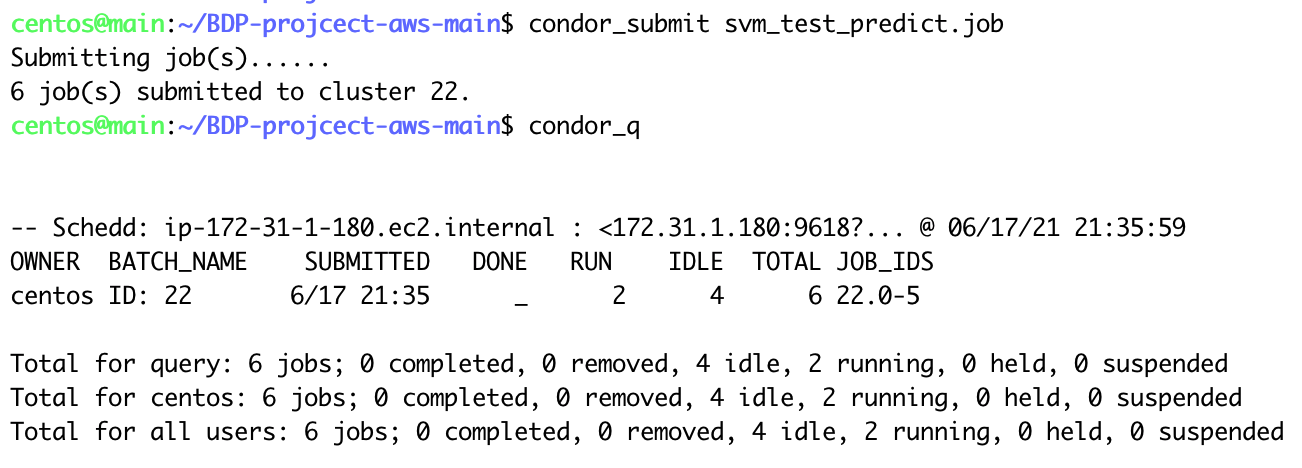 centos@main:~/BDP-projcect-aws-main$ condor_submit svm_test_predict.job
Submitting job(s)......
6 job(s) submitted to cluster 22.
centos@main:~/BDP-projcect-aws-main$ condor_q
-- Schedd: ip-172-31-1-180.ec2.internal : <172.31.1.180:9618?... @ 06/17/21 21:35:59
OWNER  BATCH_NAME    SUBMITTED   DONE   RUN    IDLE  TOTAL JOB_IDS
centos ID: 22       6/17 21:35      _      2      4      6 22.0-5
Total for query: 6 jobs; 0 completed, 0 removed, 4 idle, 2 running, 0 held, 0 suspended
Total for centos: 6 jobs; 0 completed, 0 removed, 4 idle, 2 running, 0 held, 0 suspended
Total for all users: 6 jobs; 0 completed, 0 removed, 4 idle, 2 running, 0 held, 0 suspended